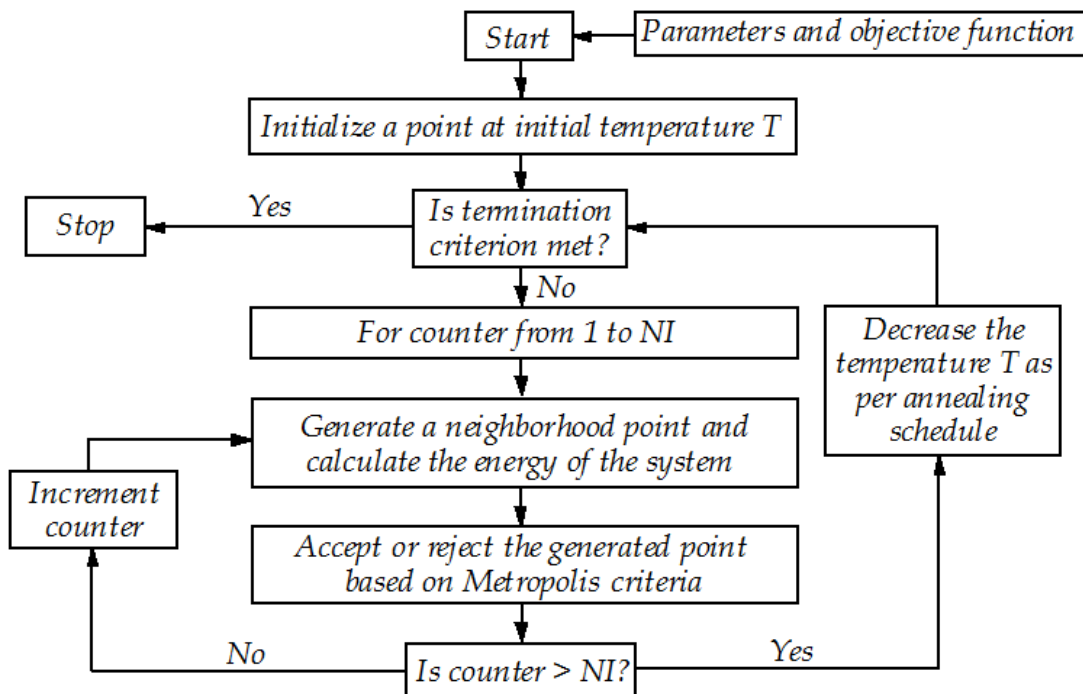 Start
Parameters and objective function
Initialize a point at initial temperature T
Is termination
criterion met?
Yes
Stop
No
For counter from 1 to NI
Generate a neighborhood point and
calculate the energy of the system
Accept or reject the generated point
based on Metropolis criteria
Is counter > NI?
No
Increment
counter
Yes
Decrease the
temperature T as
per annealing
schedule